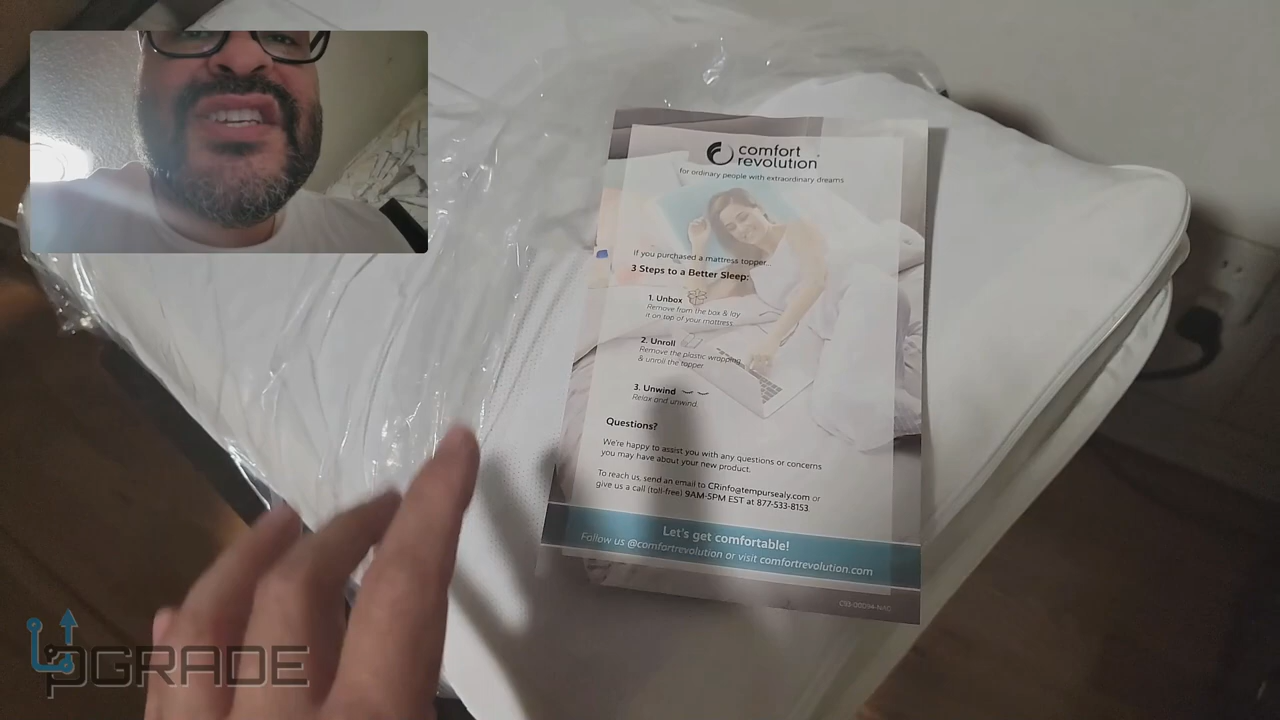 comfort
revolution
for ordinary people with extraordinary dreams
If you purchased a mattress topper...
3 Steps to a Better Sleep:
1. Unbox
Remove from the box & lay
it on top of your mattress.
2. Unroll
Remove the plastic wrapping
& unroll the topper
3. Unwind
Relax and unwind.
Questions?
We're happy to assist you with any questions or concerns
you may have about your new product.
To reach us, send an email to CRinfo@tempursealy.com or
give us a call (toll-free) 9AM-5PM EST at 877-533-8153.
Let's get comfortable!
Follow us @comfortrevolution or visit comfortrevolution.com
UPGRADE